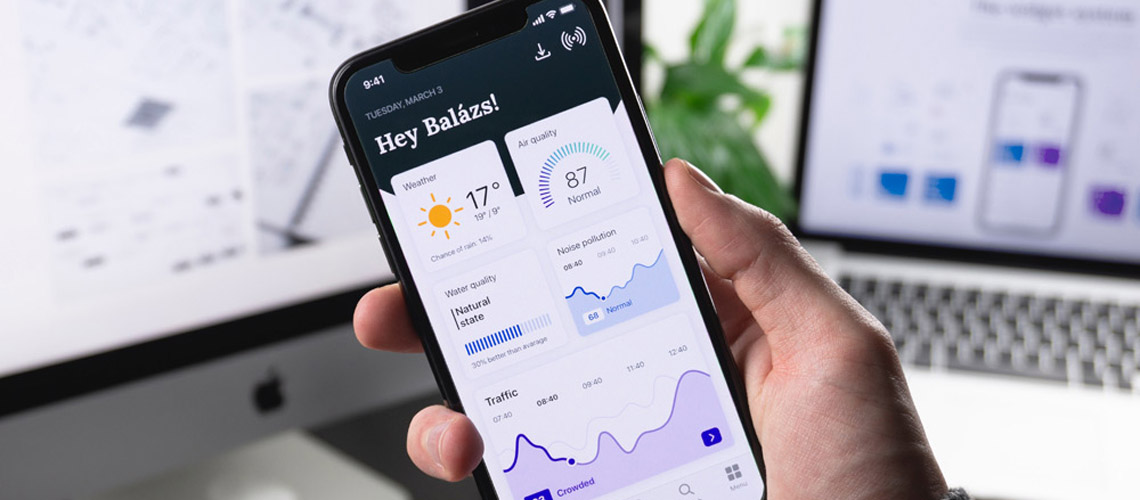 9:41
TUESDAY, MARCH 3
Hey Balázs!
Weather
17°
19° / 9°
Chance of rain: 14%
Air quality
87
Normal
Water quality
Natural
state
30% better than avarage
Noise pollution
08:40 09:40 10:40
68 Normal
Traffic
07:40 08:40 09:40 11:40 12:40
Crowded
Menu